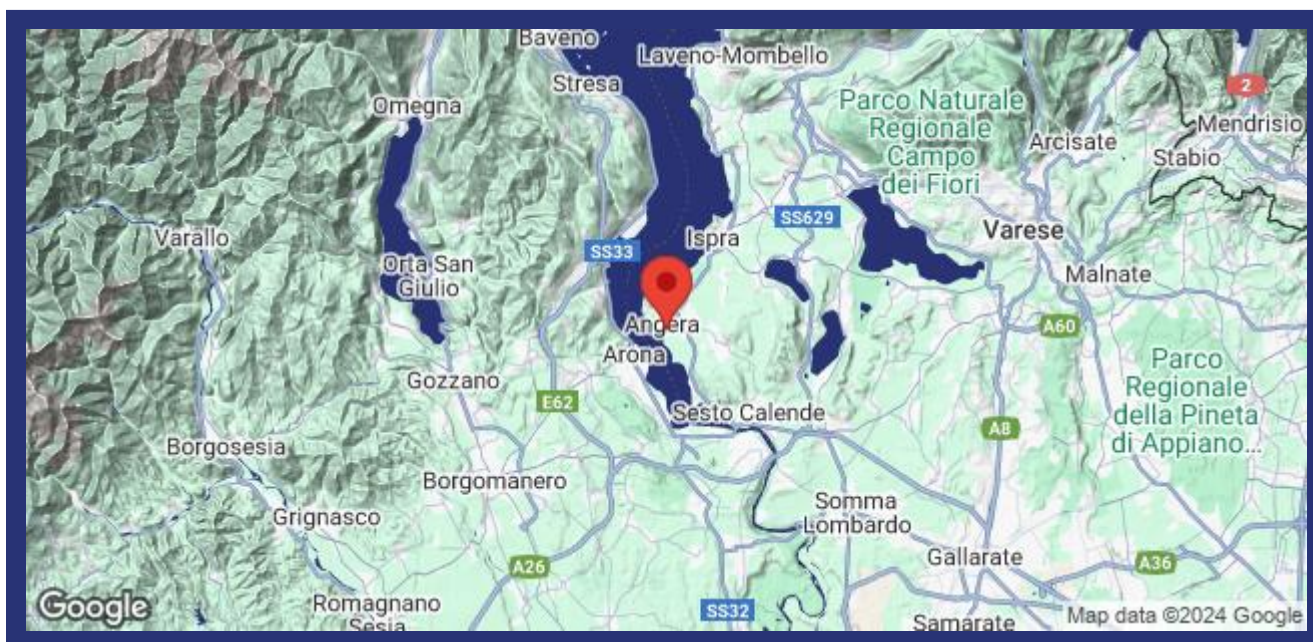 Baveno
Laveno-Mombello
Stresa
Omegna
2
Parco Naturale
Regionale
Campo
dei Fiori
Mendrisio
Arcisate
Stabio
Varallo
Ispra
SS629
Varese
SS33
Orta San
Giulio
Malnate
Angera
A60
Arona
Gozzano
Parco
Regionale
della Pineta
di Appiano...
E62
Sesto Calende
A8
Borgosesia
Borgomanero
Somma
Lombardo
Grignasco
Gallarate
A26
A36
Google
Romagnano
Sesia
SS32
Samarate
Map data ©2024 Google